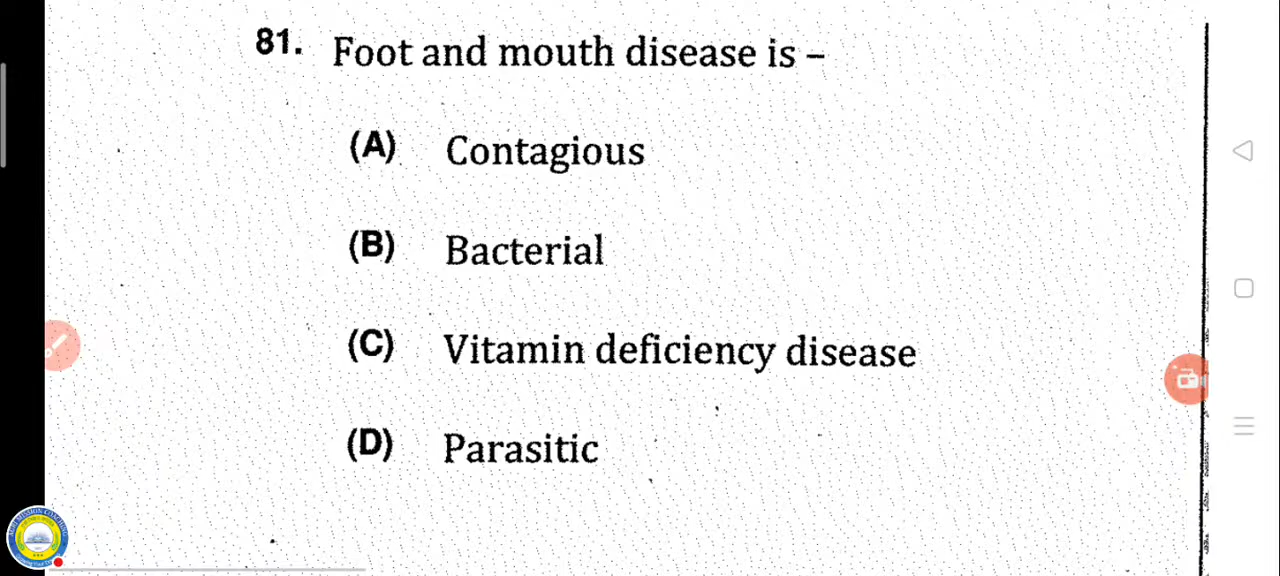 81. Foot and mouth disease is –
(A) Contagious
(B) Bacterial
(C) Vitamin deficiency disease
(D) Parasitic